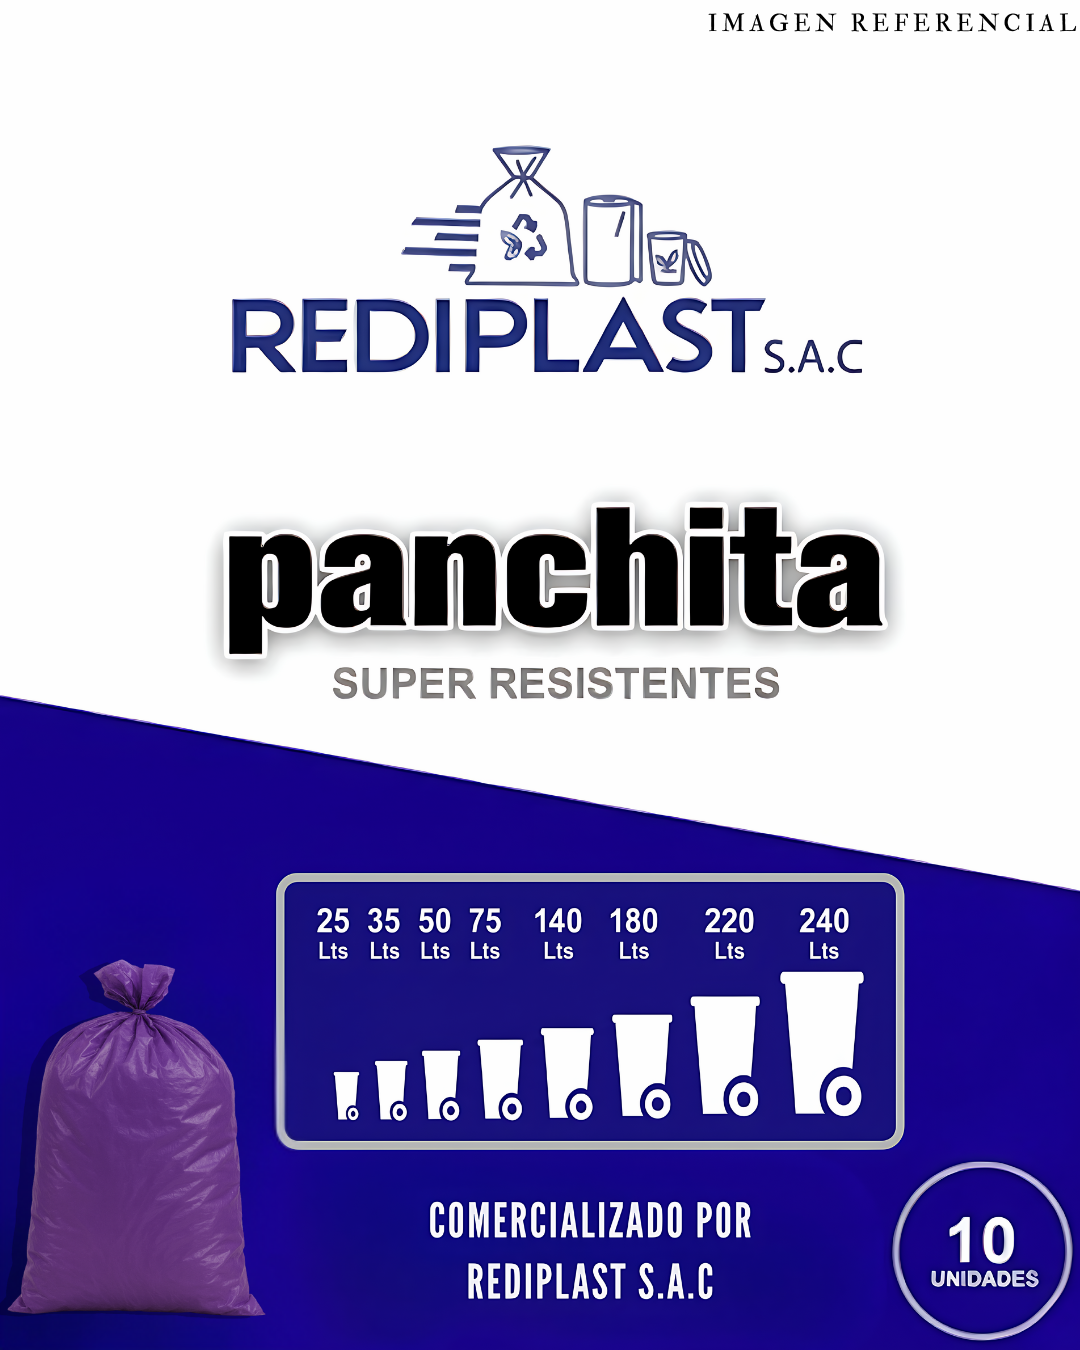 IMAGEN REFERENCIAL
REDIPLAST S.A.C
panchita
SUPER RESISTENTES
25 35 50 75 140 180 220 240
Lts Lts Lts Lts Lts Lts Lts Lts
COMERCIALIZADO POR
REDIPLAST S.A.C
10
UNIDADES